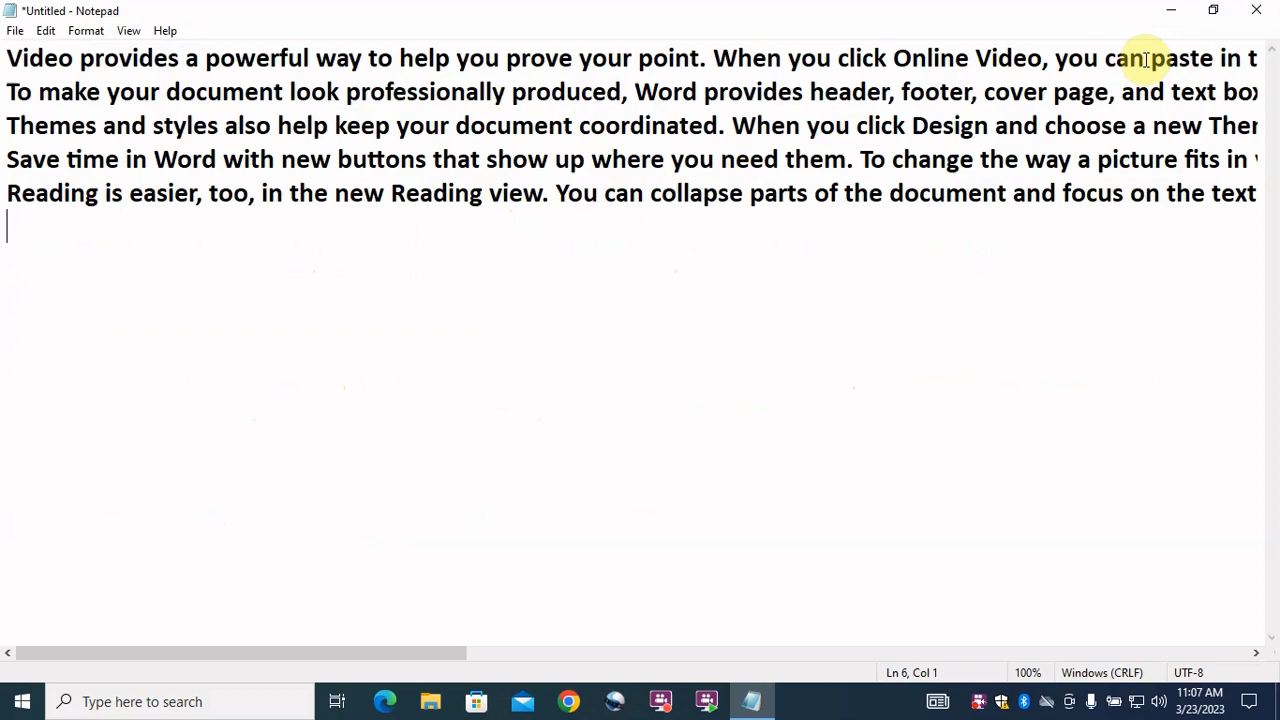 *Untitled - Notepad
File Edit Format View Help
Video provides a powerful way to help you prove your point. When you click Online Video, you can paste in t
To make your document look professionally produced, Word provides header, footer, cover page, and text box
Themes and styles also help keep your document coordinated. When you click Design and choose a new Then
Save time in Word with new buttons that show up where you need them. To change the way a picture fits in
Reading is easier, too, in the new Reading view. You can collapse parts of the document and focus on the text
Ln 6, Col 1 100% Windows (CRLF) UTF-8
Type here to search
11:07 AM
3/23/2023